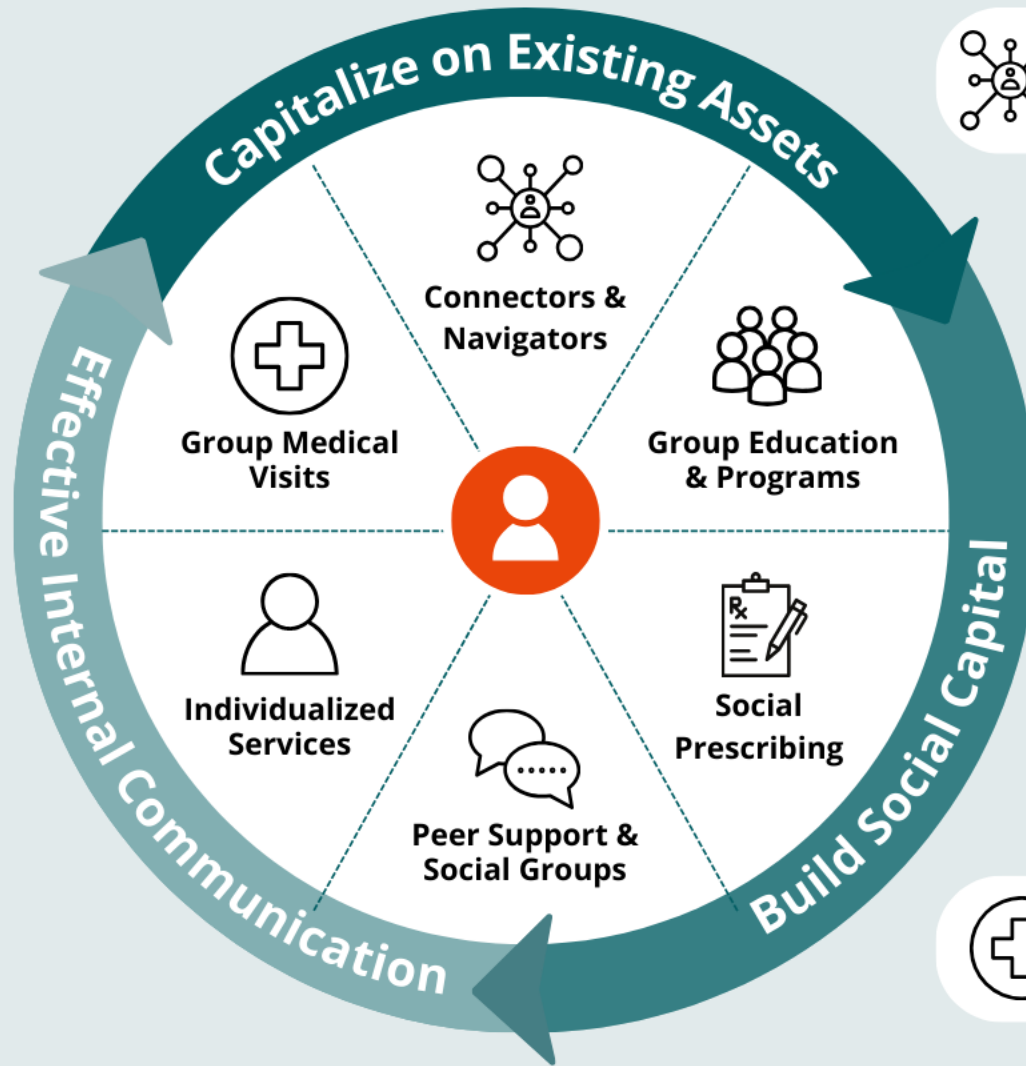 Capitalize on Existing Assets
Build Social Capital
Effective Internal Communication
Connectors &
Navigators
Group Education
& Programs
Rx
Social
Prescribing
Peer Support &
Social Groups
Individualized
Services
Group Medical
Visits